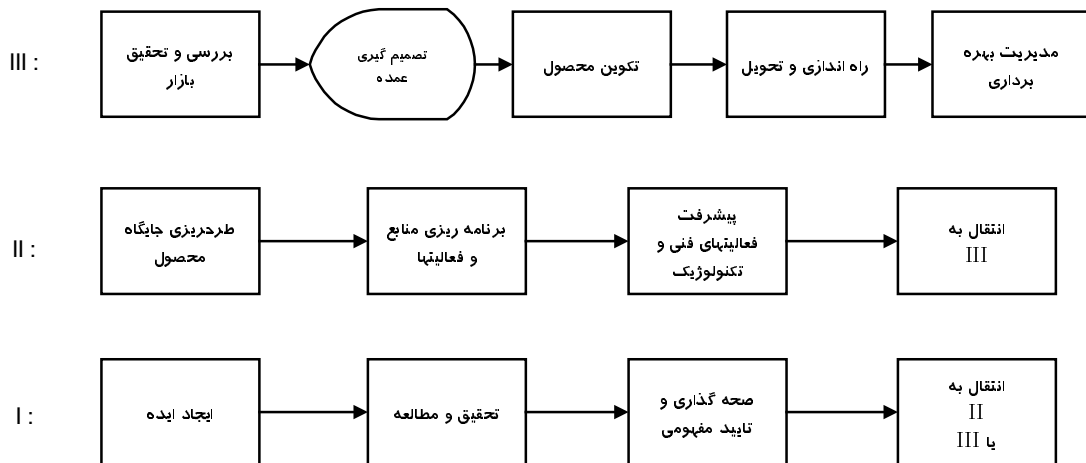 III :
بررسی و تحقیق
بازار
تصمیم گیری
عمده
تکوین محصول
راه اندازی و تحویل
مدیریت بهره
برداری
II :
طرحریزی جایگاه
محصول
برنامه ریزی منابع
و فعالیتها
پیشرفت
فعالیتهای فنی و
تکنولوژیک
انتقال به
III
I :
ایجاد ایده
تحقیق و مطالعه
صحه گذاری و
تایید مفهومی
انتقال به
II
یا III